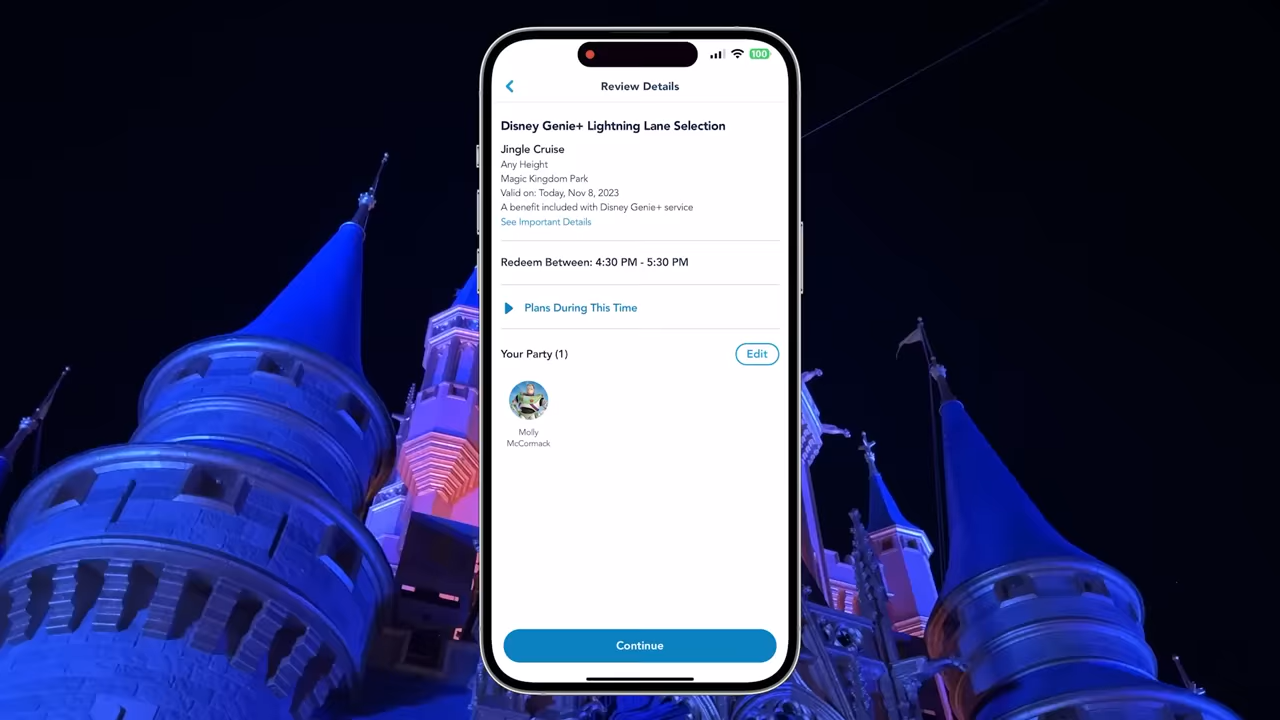 100
Review Details
Disney Genie+ Lightning Lane Selection
Jingle Cruise
Any Height
Magic Kingdom Park
Valid on: Today, Nov 8, 2023
A benefit included with Disney Genie+ service
See Important Details
Redeem Between: 4:30 PM - 5:30 PM
Plans During This Time
Your Party (1)
Edit
Molly
McCormack
Continue